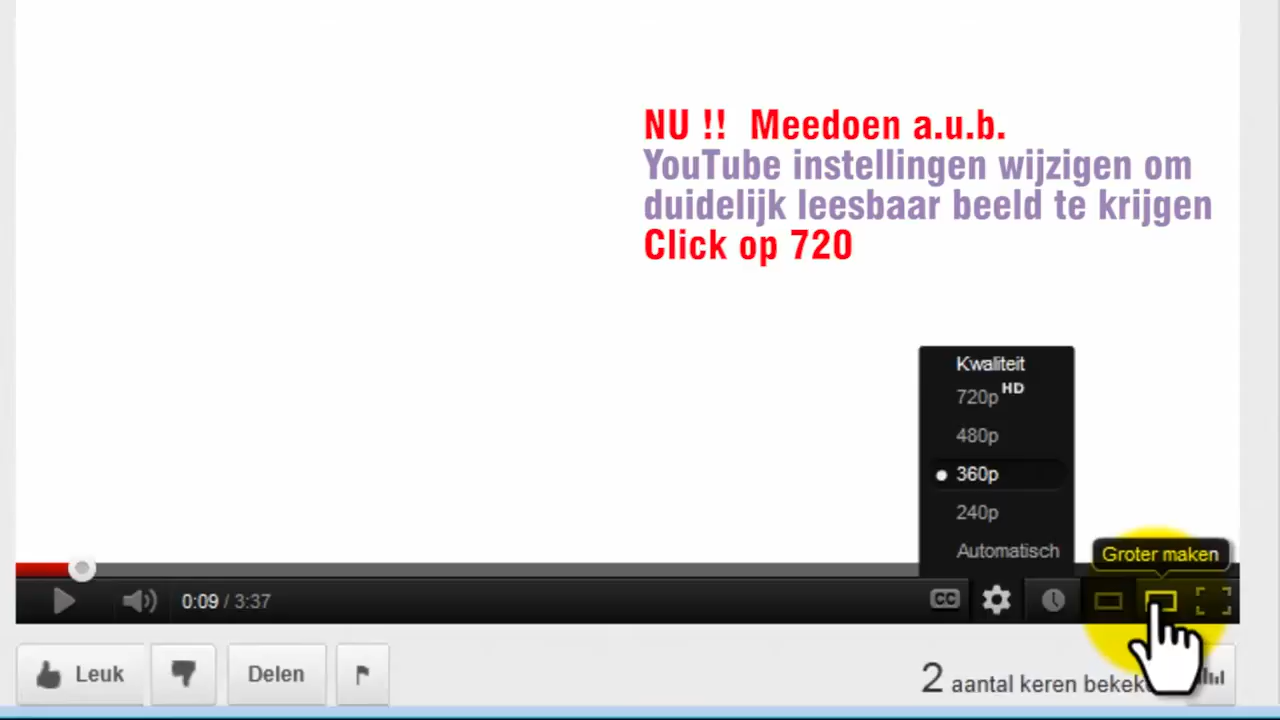 NU !! Meedoen a.u.b.
YouTube instellingen wijzigen om
duidelijk leesbaar beeld te krijgen
Click op 720
Kwaliteit
720p HD
480p
360p
240p
Automatisch
Groter maken
0:09 / 3:37
CC
Leuk
Delen
2 aantal keren